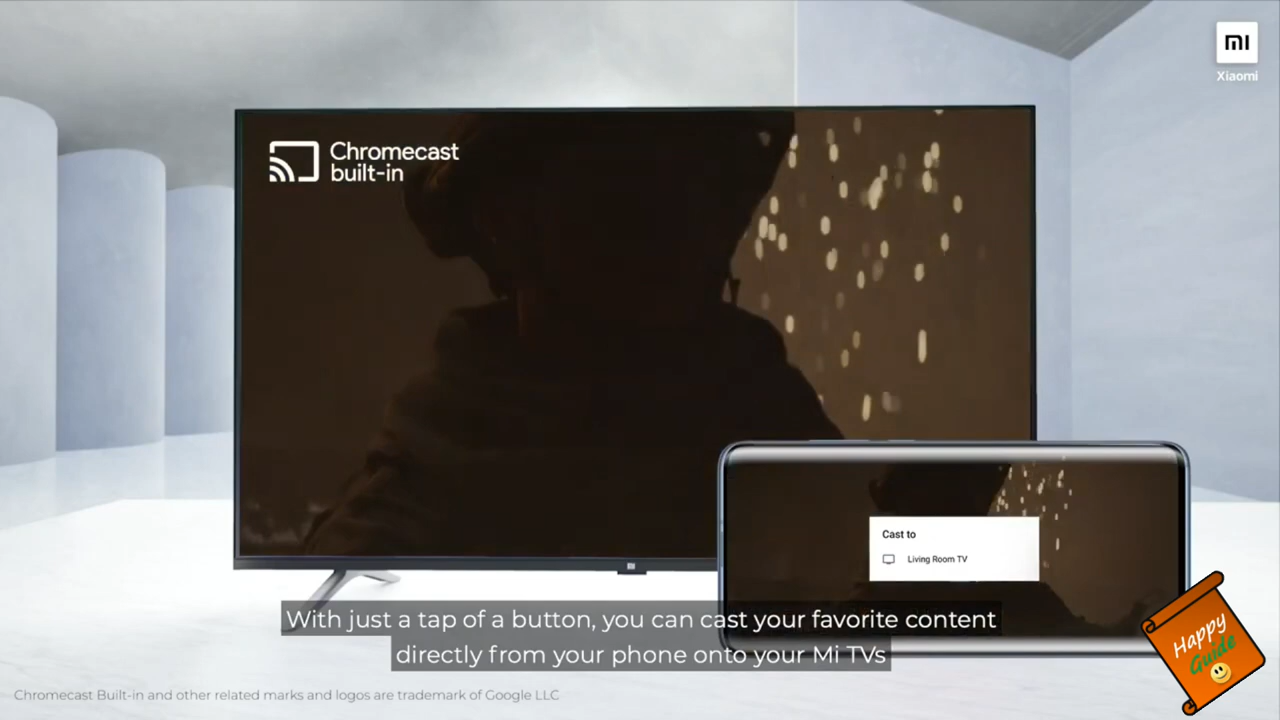 mi
Xiaomi
Chromecast
built-in
Cast to
Living Room TV
mi
With just a tap of a button, you can cast your favorite content
directly from your phone onto your Mi TVs
Happy
Guide
Chromecast Built-in and other related marks and logos are trademark of Google LLC